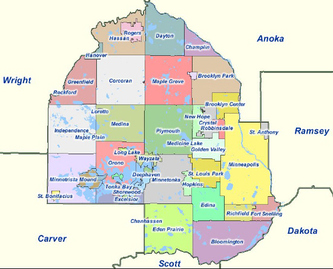 Rogers
Hassan
Dayton
Anoka
Champlin
Hanover
Wright
Greenfield
Corcoran
Maple Grove
Brooklyn Park
Rockford
Brooklyn Center
Loretto
New Hope
Crystal
Robbinsdale
Independence
Medina
Plymouth
St. Anthony
Ramsey
Maple Plain
Medicine Lake
Golden Valley
Long Lake
Orono
Wayzata
Minneapolis
Deephaven
St. Louis Park
Minnetrista
Mound
Minnetonka
Hopkins
Tonka Bay
Shorewood
St. Bonifacius
Excelsior
Edina
Richfield
Fort Snelling
Chanhassen
Eden Prairie
Dakota
Carver
Bloomington
Scott